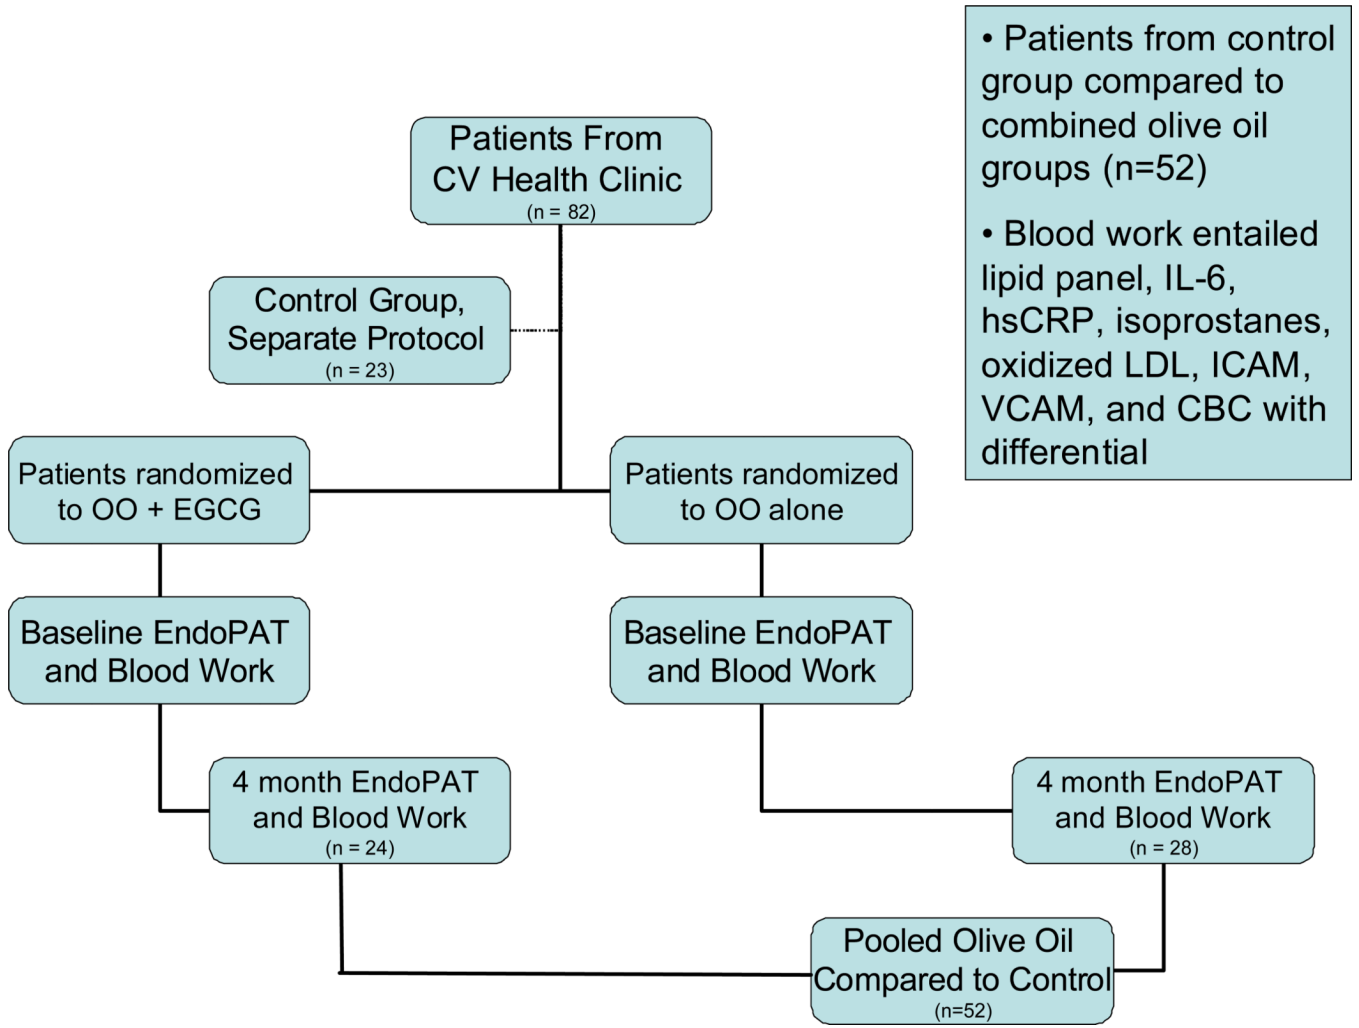 Patients From
CV Health Clinic
(n = 82)
Control Group,
Separate Protocol
(n = 23)
Patients randomized
to OO + EGCG
Patients randomized
to OO alone
Baseline EndoPAT
and Blood Work
Baseline EndoPAT
and Blood Work
4 month EndoPAT
and Blood Work
(n = 24)
4 month EndoPAT
and Blood Work
(n = 28)
Pooled Olive Oil
Compared to Control
(n=52)
• Patients from control
group compared to
combined olive oil
groups (n=52)
• Blood work entailed
lipid panel, IL-6,
hsCRP, isoprostanes,
oxidized LDL, ICAM,
VCAM, and CBC with
differential